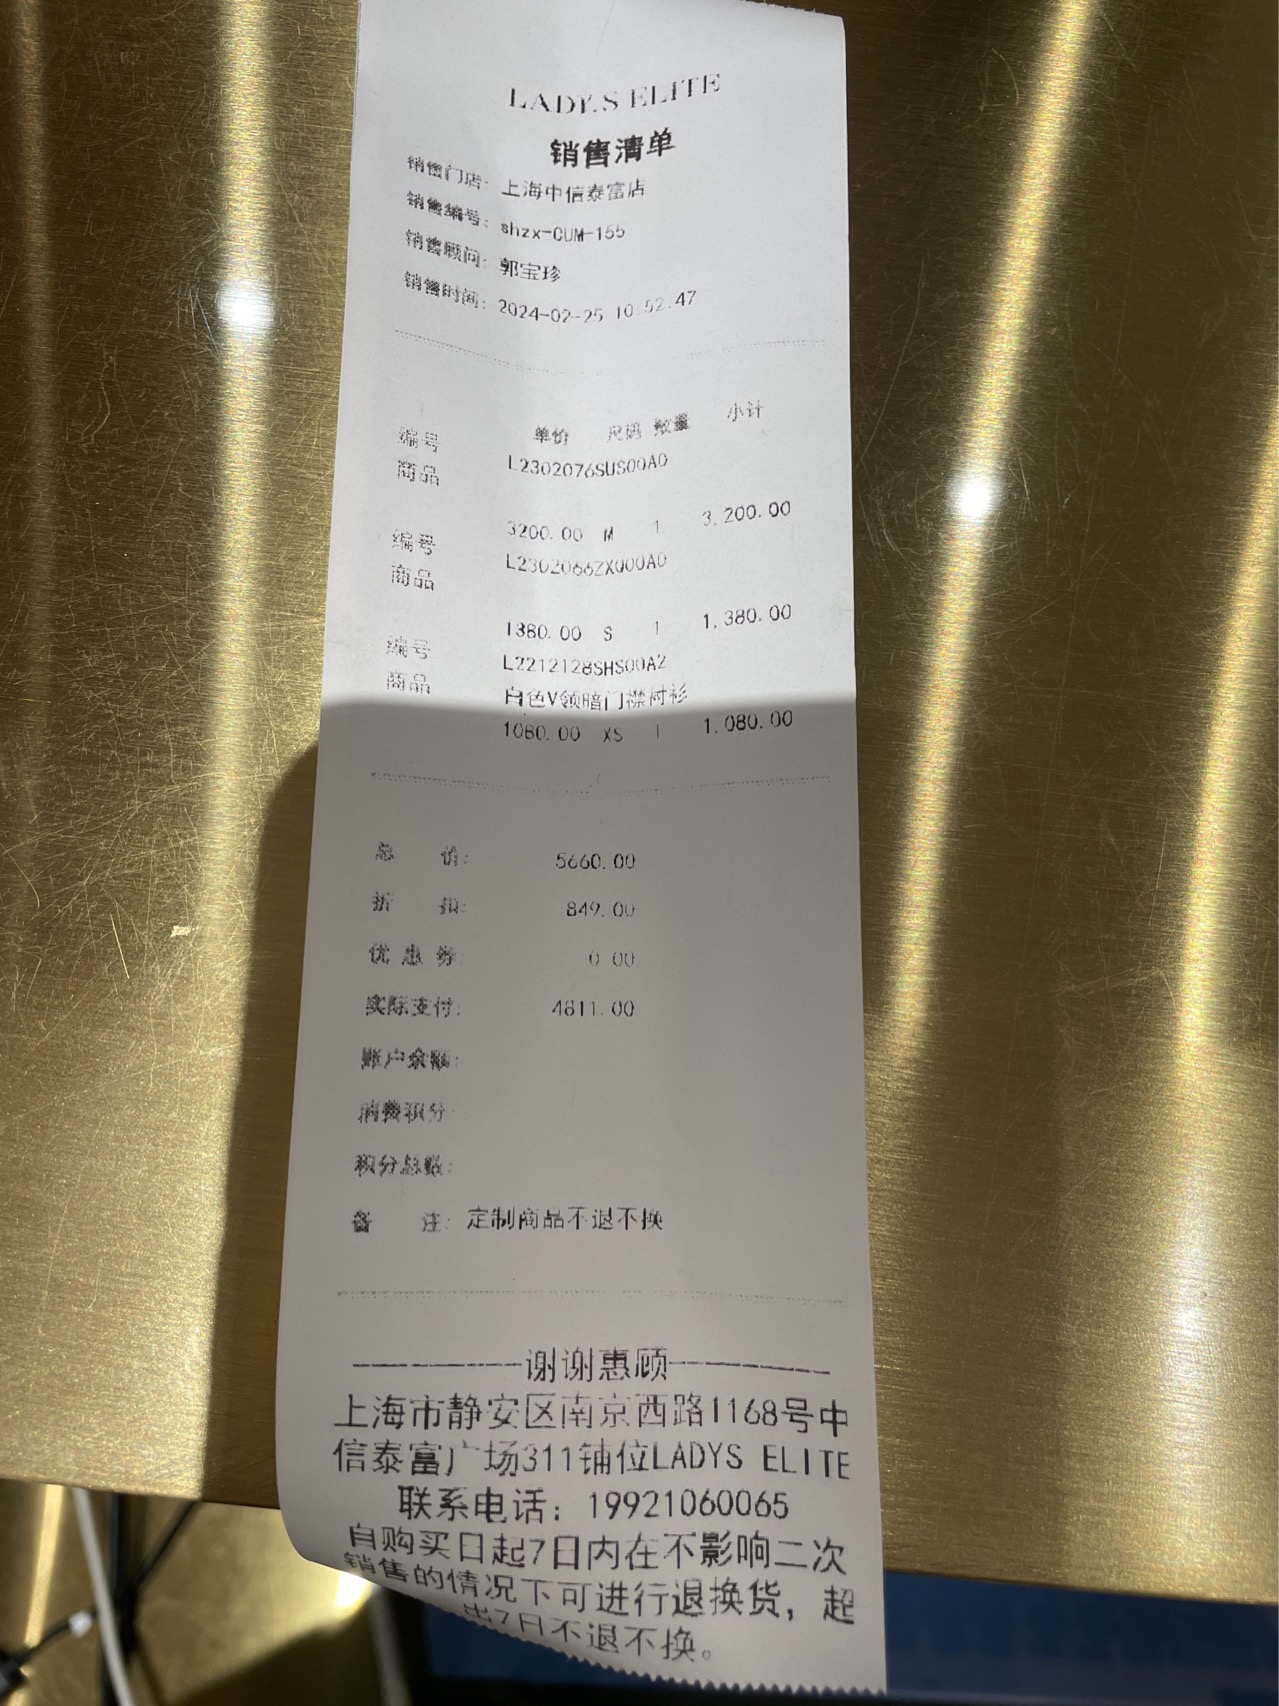 LADYS ELITE
销售清单
销售门店: 上海中信泰富店
销售编号: shzx-CUM-155
销售顾问: 郭宝珍
销售时间: 2024-02-25 10:52:47
编号 单价 尺码 数量 小计
商品 L2302076SUS00A0
3200.00 M 1 3,200.00
编号 L2302066ZXQ00A0
商品
1380.00 S 1 1,380.00
编号 L2212128SHS00A2
商品 白色V领暗门襟衬衫
1080.00 XS 1 1,080.00
总 价: 5660.00
折 扣: 849.00
优 惠 券: 0.00
实际支付: 4811.00
账户余额:
消费积分:
积分总数:
备 注: 定制商品不退不换
————谢谢惠顾————
上海市静安区南京西路1168号中
信泰富广场311铺位LADYS ELITE
联系电话: 19921060065
自购买日起7日内在不影响二次
销售的情况下可进行退换货, 超
出7日不退不换。